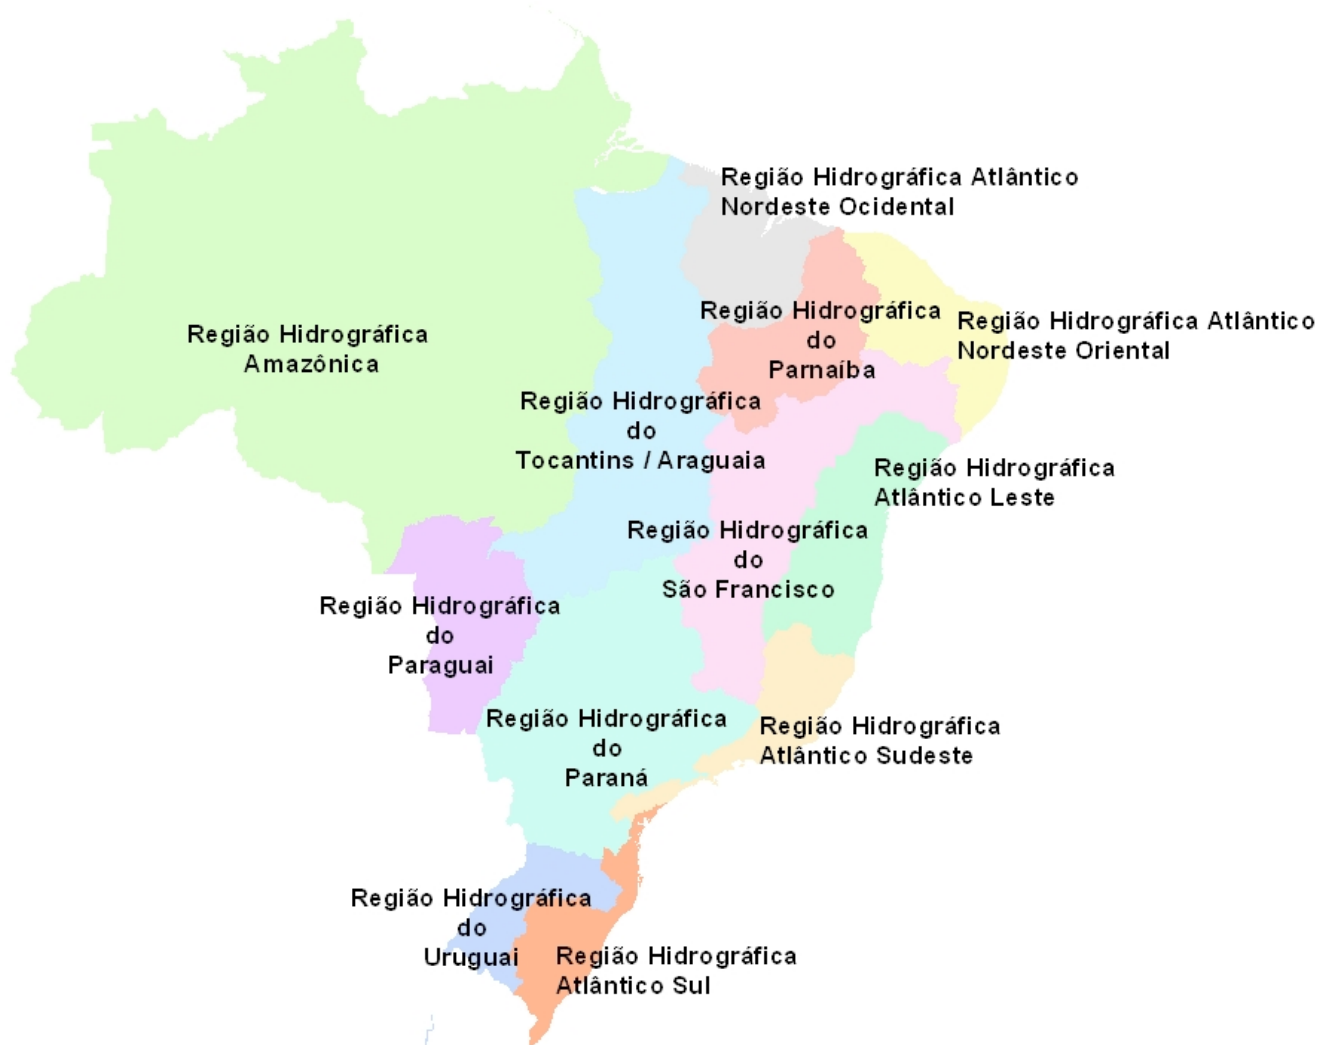 Região Hidrográfica Atlântico
Nordeste Ocidental
Região Hidrográfica
do
Parnaíba
Região Hidrográfica Atlântico
Nordeste Oriental
Região Hidrográfica
Amazônica
Região Hidrográfica
do
Tocantins / Araguaia
Região Hidrográfica
Atlântico Leste
Região Hidrográfica
do
São Francisco
Região Hidrográfica
do
Paraguai
Região Hidrográfica
do
Paraná
Região Hidrográfica
Atlântico Sudeste
Região Hidrográfica
do
Uruguai
Região Hidrográfica
Atlântico Sul